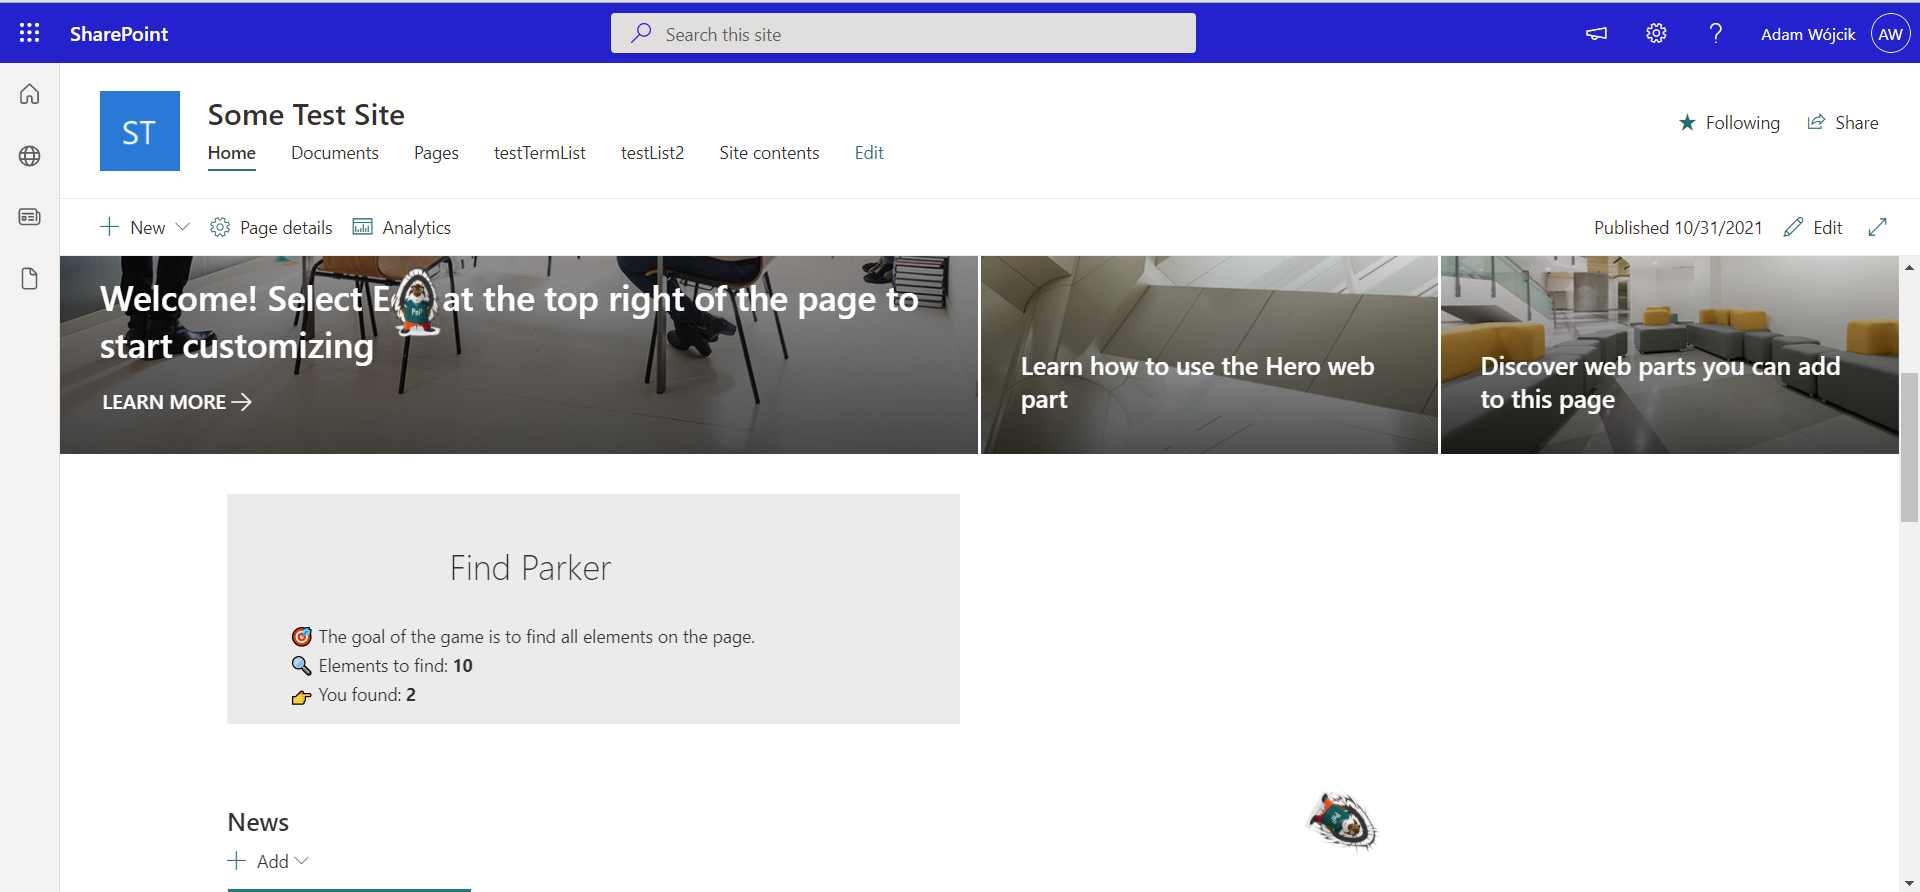 SharePoint
Search this site
?
Adam Wójcik
AW
ST
Some Test Site
Home Documents Pages testTermList testList2 Site contents Edit
Following Share
New Page details Analytics
Published 10/31/2021 Edit
Welcome! Select E at the top right of the page to
start customizing
LEARN MORE
Learn how to use the Hero web
part
Discover web parts you can add
to this page
Find Parker
The goal of the game is to find all elements on the page.
Elements to find: 10
You found: 2
News
Add
PnP